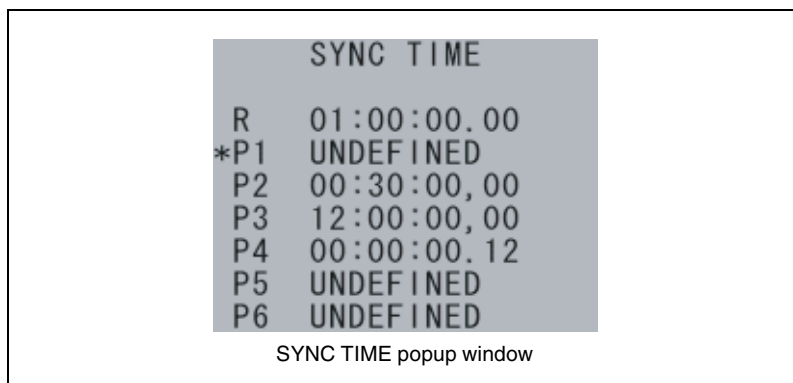 SYNC TIME
R 01:00:00.00
*P1 UNDEFINED
P2 00:30:00,00
P3 12:00:00,00
P4 00:00:00.12
P5 UNDEFINED
P6 UNDEFINED
SYNC TIME popup window